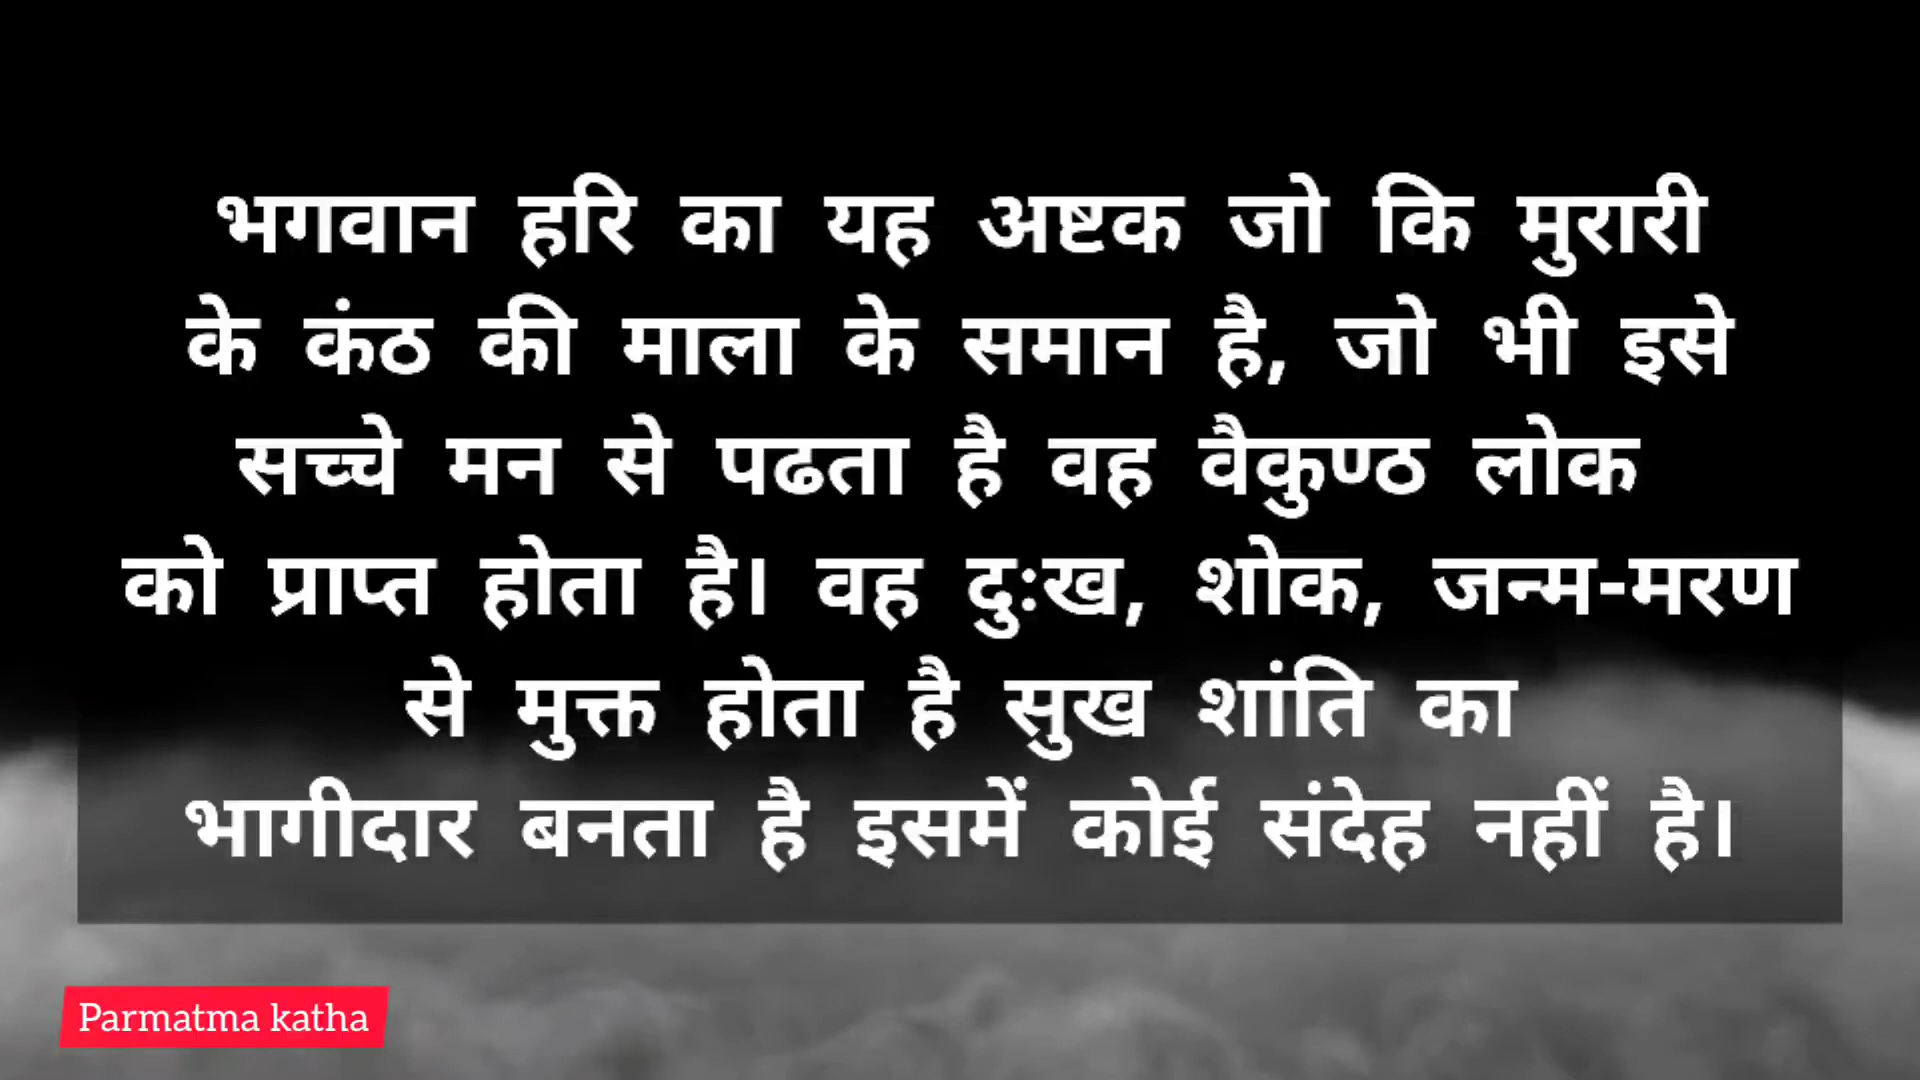 भगवान हरि का यह अष्टक जो कि मुरारी
के कंठ की माला के समान है, जो भी इसे
सच्चे मन से पढता है वह वैकुण्ठ लोक
को प्राप्त होता है। वह दुःख, शोक, जन्म-मरण
से मुक्त होता है सुख शांति का
भागीदार बनता है इसमें कोई संदेह नहीं है।
Parmatma katha